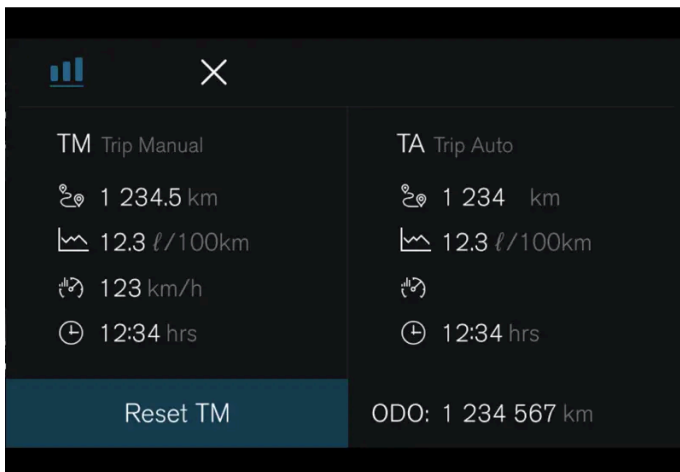 TM Trip Manual
1 234.5 km
12.3 ℓ/100km
123 km/h
12:34 hrs
Reset TM
TA Trip Auto
1 234 km
12.3 ℓ/100km
12:34 hrs
ODO: 1 234 567 km